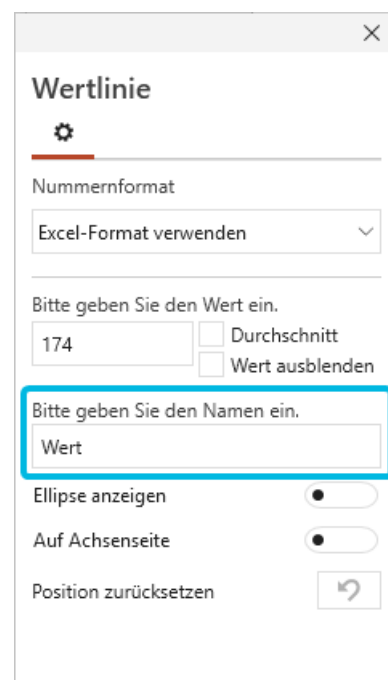 Wertlinie
Nummernformat
Excel-Format verwenden
Bitte geben Sie den Wert ein.
174
Durchschnitt
Wert ausblenden
Bitte geben Sie den Namen ein.
Wert
Ellipse anzeigen
Auf Achsenseite
Position zurücksetzen